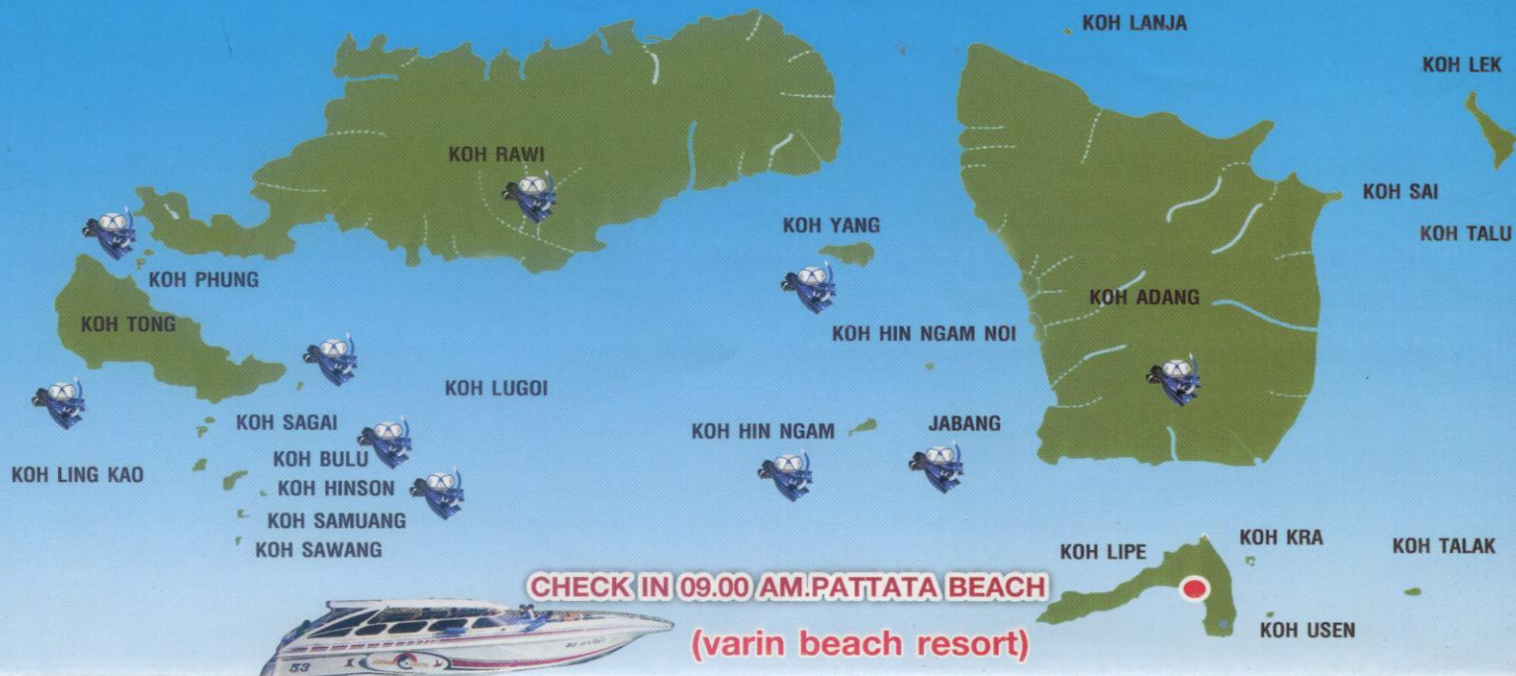 KOH LANJA
KOH LEK
KOH RAWI
KOH SAI
KOH YANG
KOH TALU
KOH PHUNG
KOH ADANG
KOH TONG
KOH HIN NGAM NOI
KOH LUGOI
KOH SAGAI
KOH HIN NGAM
JABANG
KOH BULU
KOH LING KAO
KOH HINSON
KOH SAMUANG
KOH SAWANG
KOH LIPE
KOH KRA
KOH TALAK
CHECK IN 09.00 AM.PATTATA BEACH
KOH USEN
(varin beach resort)
53